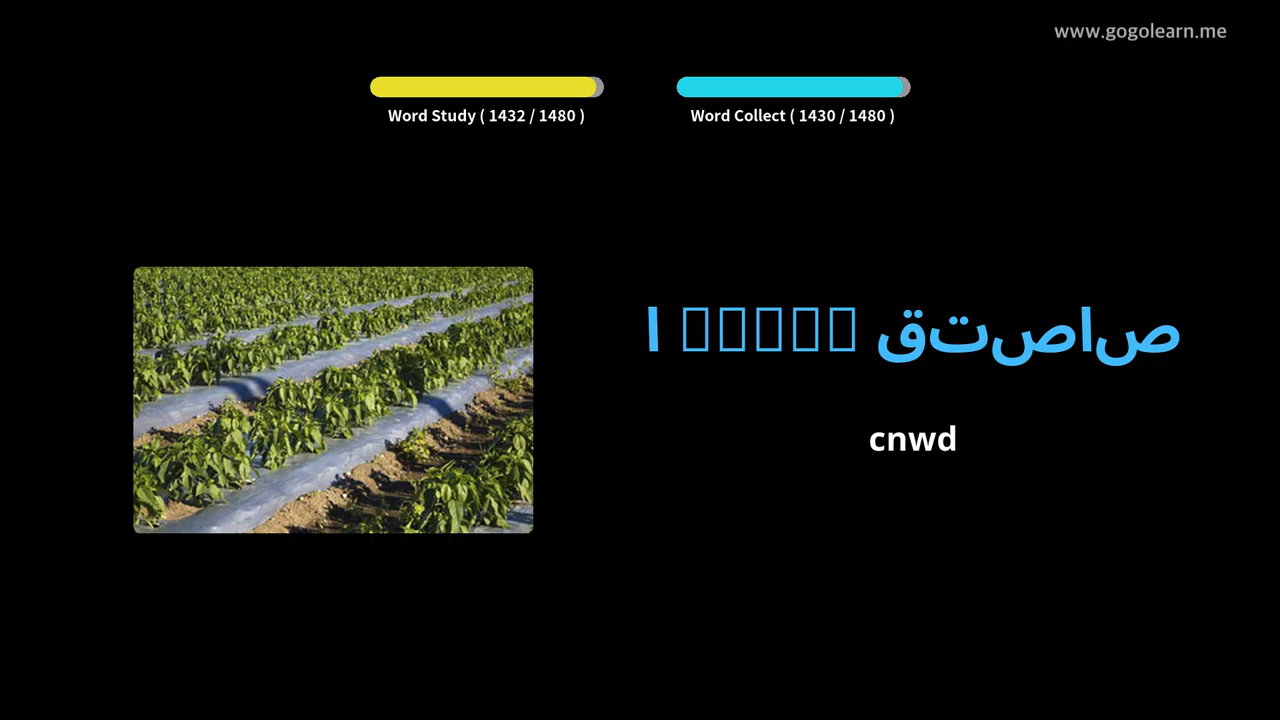 www.gogolearn.me
Word Study ( 1432 / 1480 )
Word Collect ( 1430 / 1480 )
صاصتق □□□□□ ا
cnwd